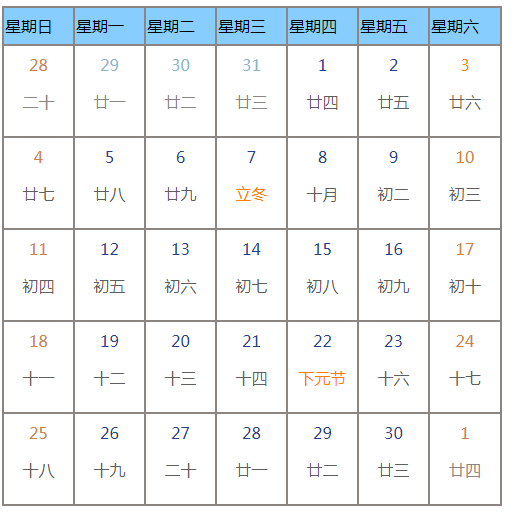 星期日 星期一 星期二 星期三 星期四 星期五 星期六
28 29 30 31 1 2 3
二十 廿一 廿二 廿三 廿四 廿五 廿六
4 5 6 7 8 9 10
廿七 廿八 廿九 立冬 十月 初二 初三
11 12 13 14 15 16 17
初四 初五 初六 初七 初八 初九 初十
18 19 20 21 22 23 24
十一 十二 十三 十四 下元节 十六 十七
25 26 27 28 29 30 1
十八 十九 二十 廿一 廿二 廿三 廿四